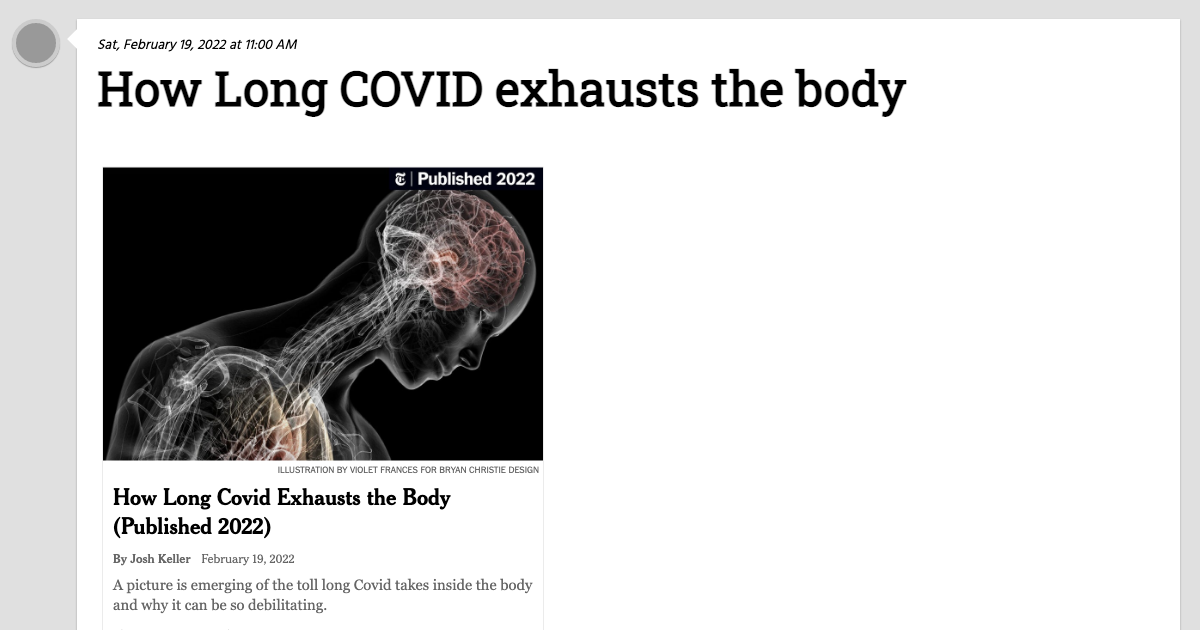 Sat, February 19, 2022 at 11:00 AM
How Long COVID exhausts the body
T | Published 2022
ILLUSTRATION BY VIOLET FRANCES FOR BRYAN CHRISTIE DESIGN
How Long Covid Exhausts the Body
(Published 2022)
By Josh Keller February 19, 2022
A picture is emerging of the toll long Covid takes inside the body
and why it can be so debilitating.